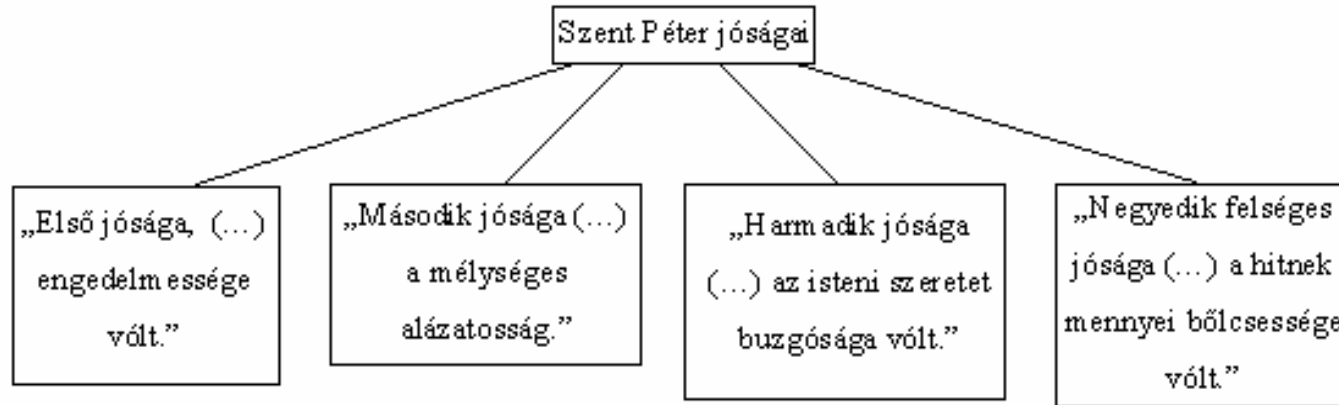 Szent Péter jóságai
„Első jósága, (...)
engedelmessége
vólt.”
„Második jósága (...)
a mélységes
alázatosság.”
„Harmadik jósága
(...) az isteni szeretet
buzgósága vólt.”
„Negyedik felséges
jósága (...) a hitnek
mennyei bőlcsessége
vólt.”